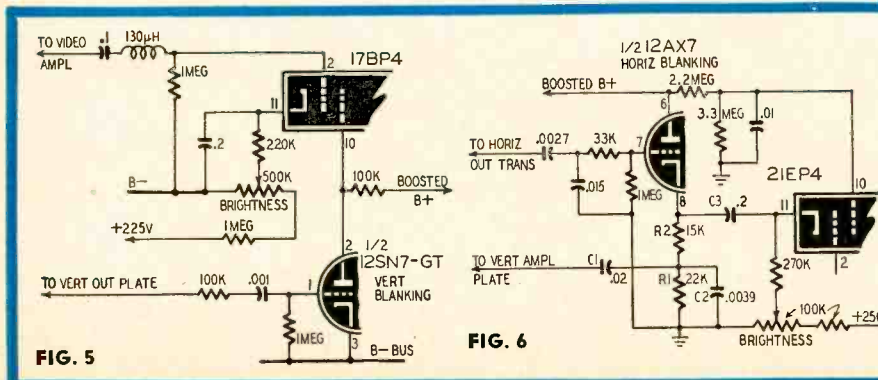 TO VIDEO
AMPL
.1
130µH
1MEG
2
17BP4
11
10
.2
220K
B-
500K
BRIGHTNESS
+225V
1MEG
100K
BOOSTED
B+
2
1/2
12SN7-GT
VERT
BLANKING
TO VERT OUT PLATE
100K
.001
1
1MEG
3
B-BUS
FIG. 5
1/2 12AX7
HORIZ BLANKING
BOOSTED B+
2.2MEG
6
3.3 MEG
.01
TO HORIZ
OUT TRANS
.0027
33K
7
.015
1MEG
8
10
21EP4
C3
.2
11
R2
15K
2
TO VERT AMPL
PLATE
C1
.02
R1
22K
C2
.0039
270K
100K
+250
BRIGHTNESS
FIG. 6